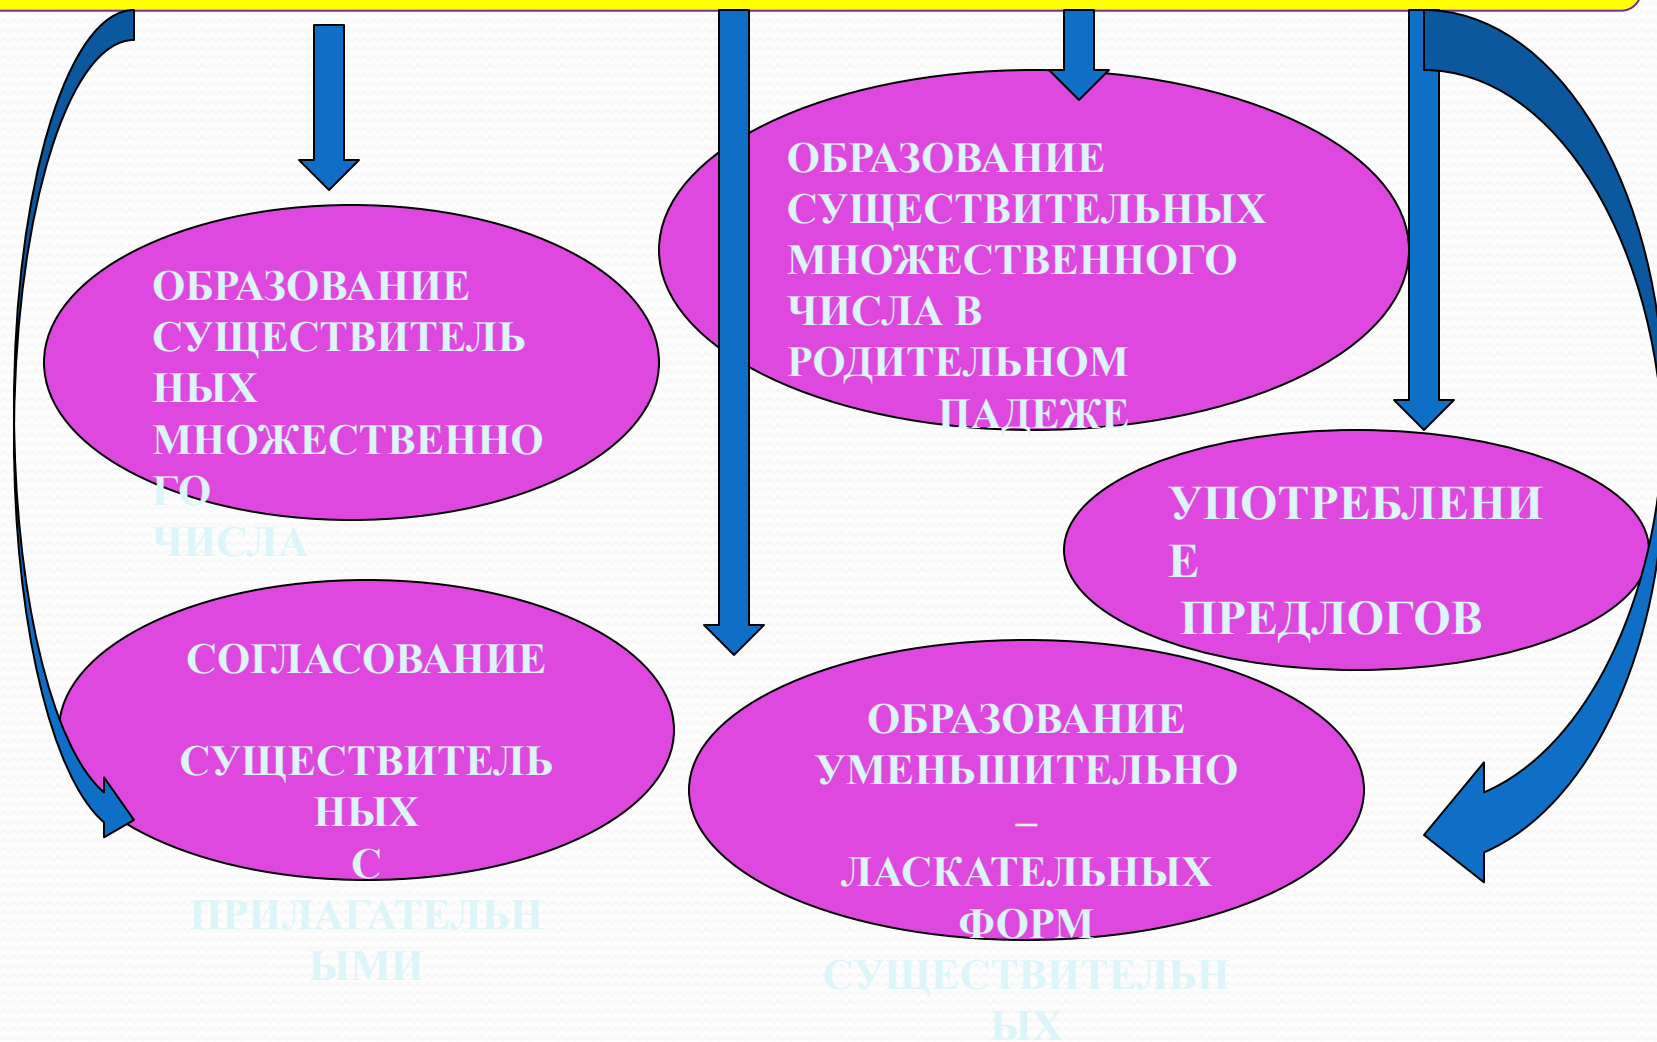 ОБРАЗОВАНИЕ
СУЩЕСТВИТЕЛЬНЫХ
МНОЖЕСТВЕННОГО
ЧИСЛА В
РОДИТЕЛЬНОМ
ПАДЕЖЕ
ОБРАЗОВАНИЕ
СУЩЕСТВИТЕЛЬ
НЫХ
МНОЖЕСТВЕННО
ГО
ЧИСЛА
УПОТРЕБЛЕНИ
Е
ПРЕДЛОГОВ
СОГЛАСОВАНИЕ
СУЩЕСТВИТЕЛЬ
НЫХ
С
ПРИЛАГАТЕЛЬН
ЫМИ
ОБРАЗОВАНИЕ
УМЕНЬШИТЕЛЬНО
–
ЛАСКАТЕЛЬНЫХ
ФОРМ
СУЩЕСТВИТЕЛЬН
ЫХ